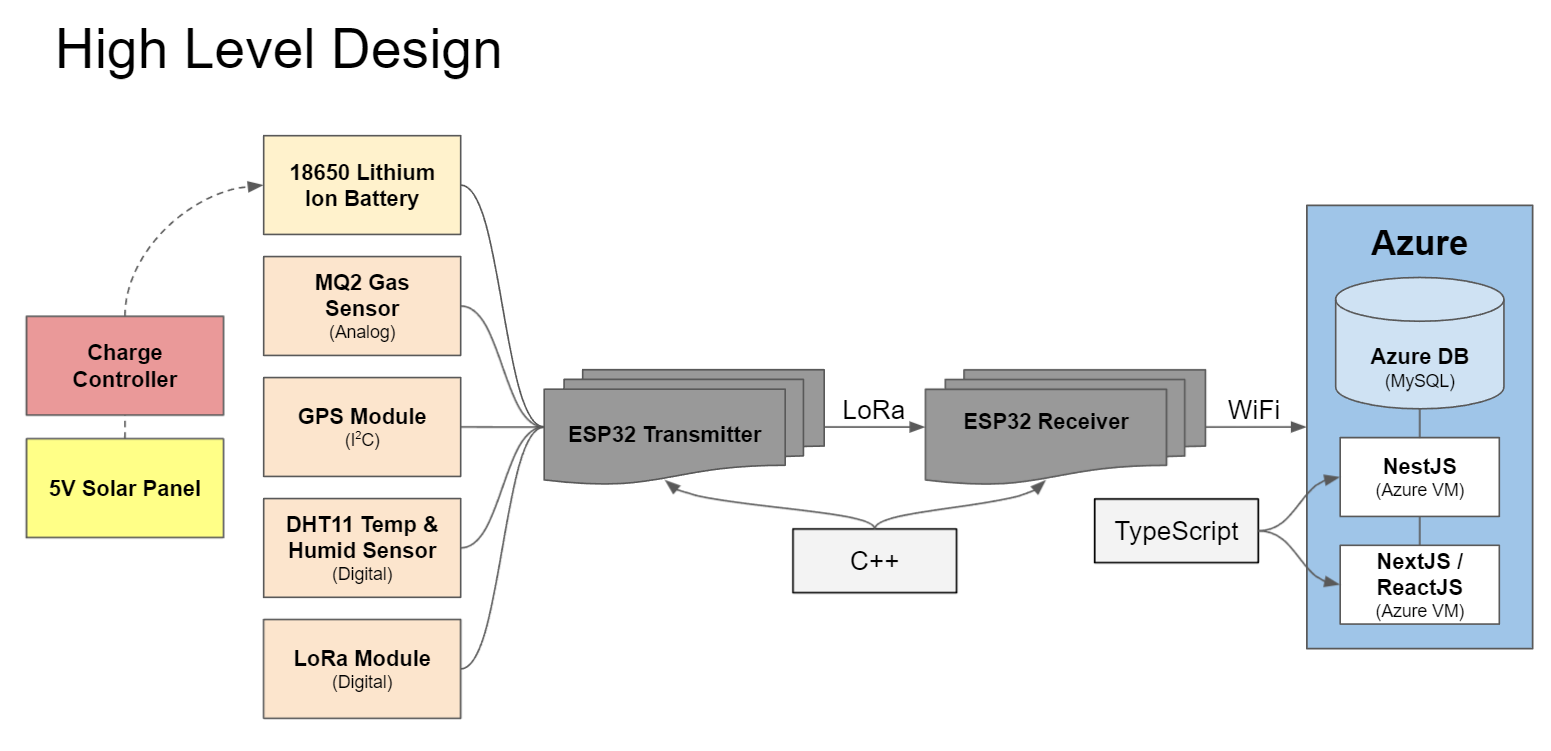 High Level Design
18650 Lithium
Ion Battery
MQ2 Gas
Sensor
(Analog)
Charge
Controller
GPS Module
(I²C)
5V Solar Panel
DHT11 Temp &
Humid Sensor
(Digital)
LoRa Module
(Digital)
ESP32 Transmitter
LoRa
ESP32 Receiver
WiFi
C++
TypeScript
Azure
Azure DB
(MySQL)
NestJS
(Azure VM)
NextJS /
ReactJS
(Azure VM)